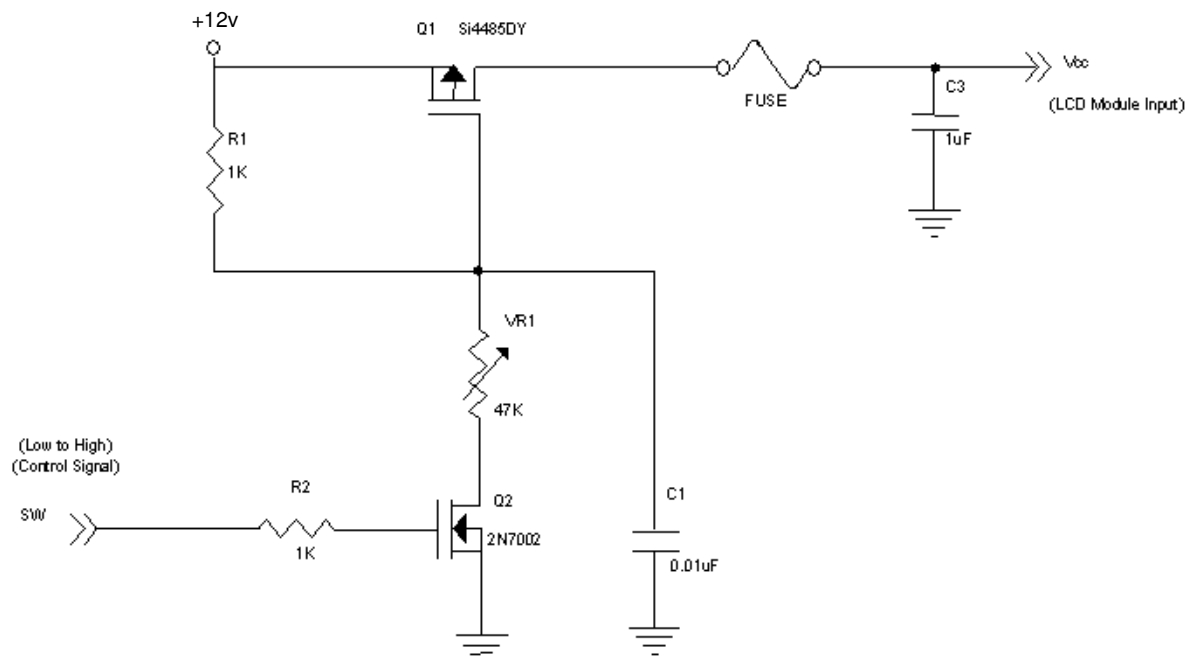 +12v
Q1 Si4485DY
FUSE
Vcc
(LCD Module Input)
C3
1uF
R1
1K
VR1
47K
(Low to High)
(Control Signal)
SW
R2
1K
Q2
2N7002
C1
0.01uF